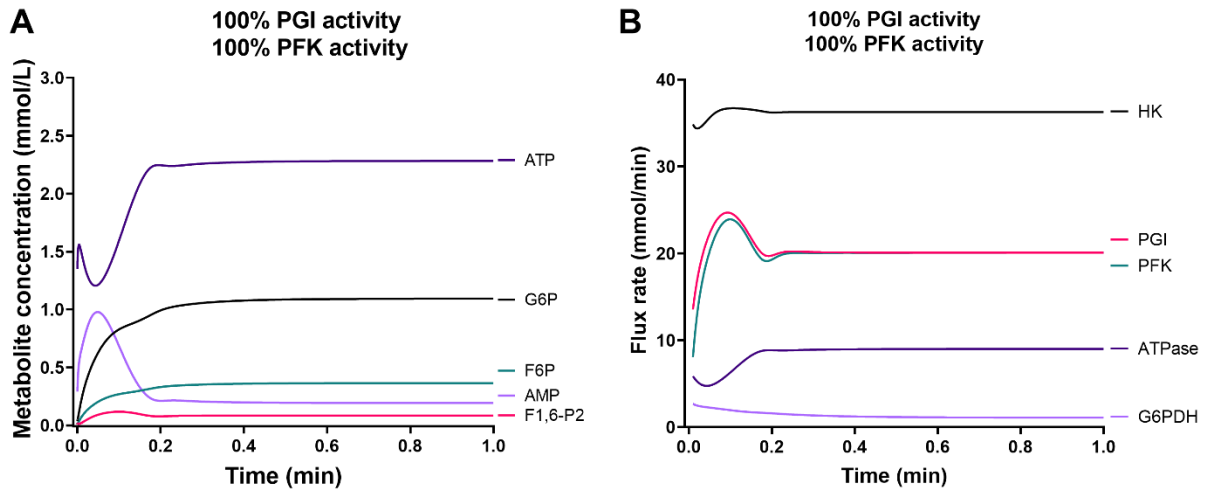 A
100% PGI activity
100% PFK activity
Metabolite concentration (mmol/L)
3.0
2.5
2.0
1.5
1.0
0.5
0.0
0.0 0.2 0.4 0.6 0.8 1.0
Time (min)
ATP
G6P
F6P
AMP
F1,6-P2
B
100% PGI activity
100% PFK activity
Flux rate (mmol/min)
40
30
20
10
0
0.0 0.2 0.4 0.6 0.8 1.0
Time (min)
HK
PGI
PFK
ATPase
G6PDH